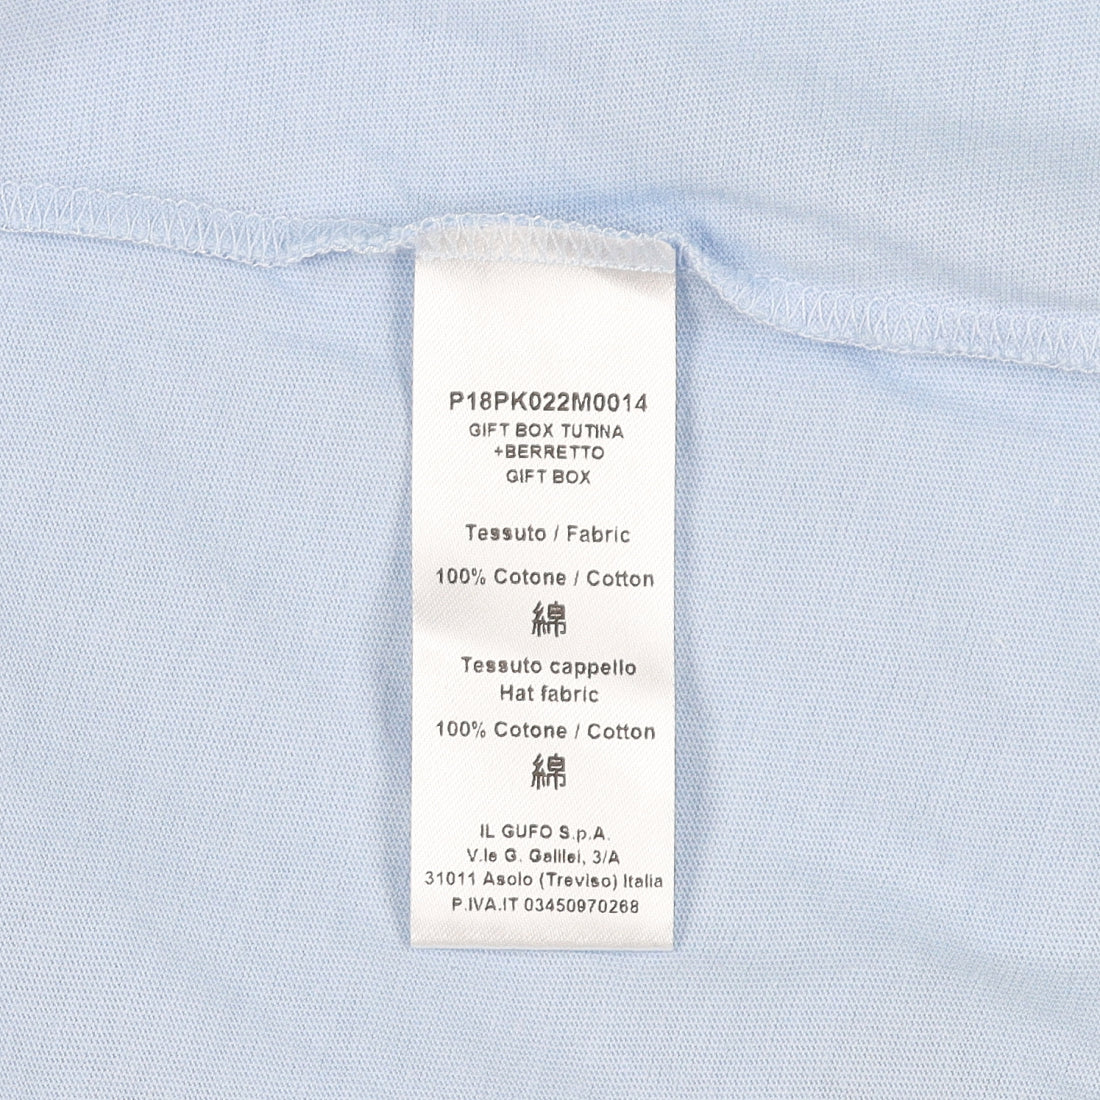 P18PK022M0014
GIFT BOX TUTINA
+BERRETTO
GIFT BOX
Tessuto / Fabric
100% Cotone / Cotton
綿
Tessuto cappello
Hat fabric
100% Cotone / Cotton
綿
IL GUFO S.p.A.
V.le G. Galilei, 3/A
31011 Asolo (Treviso) Italia
P.IVA.IT 03450970268